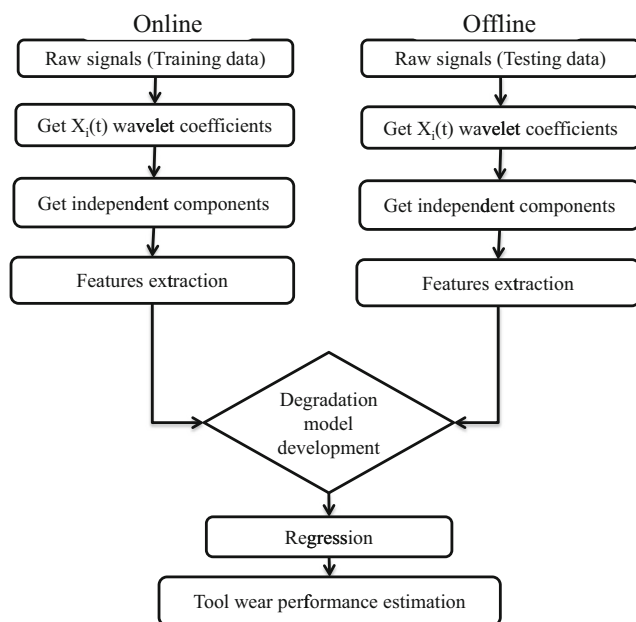 Online
Raw signals (Training data)
Get Xi(t) wavelet coefficients
Get independent components
Features extraction
Offline
Raw signals (Testing data)
Get Xi(t) wavelet coefficients
Get independent components
Features extraction
Degradation
model
development
Regression
Tool wear performance estimation